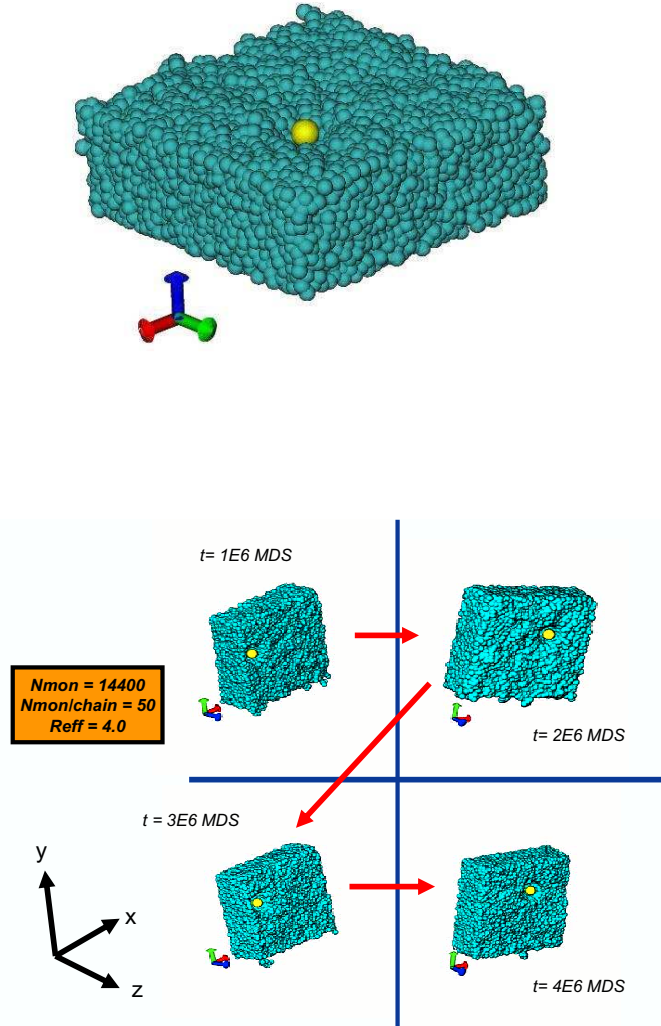 t= 1E6 MDS
Nmon = 14400
Nmon/chain = 50
Reff = 4.0
t= 2E6 MDS
t = 3E6 MDS
y
x
z
t= 4E6 MDS